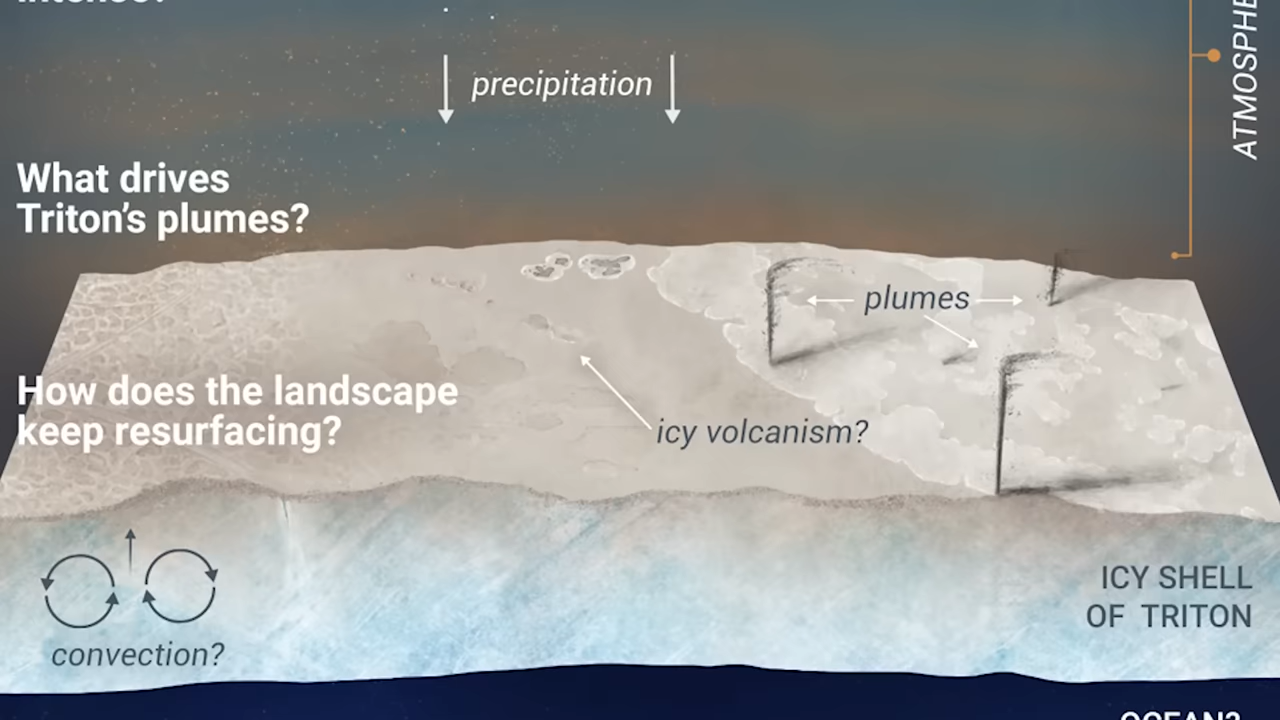 precipitation
What drives
Triton's plumes?
plumes
How does the landscape
keep resurfacing?
icy volcanism?
ICY SHELL
OF TRITON
convection?
OCEAN?